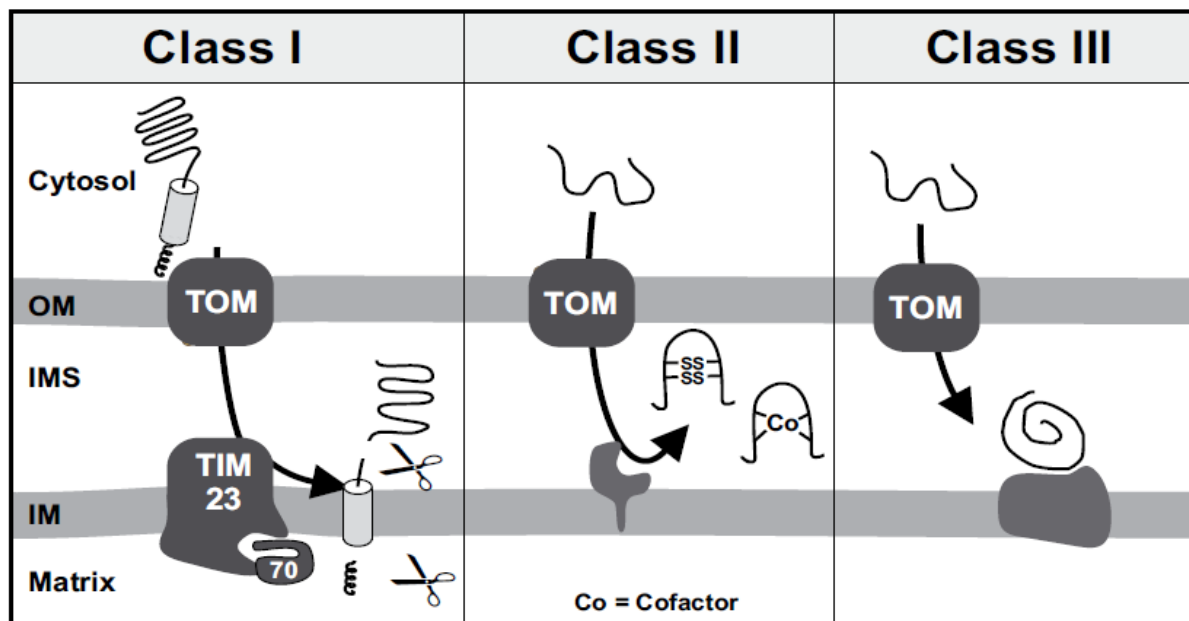 Class I
Class II
Class III
Cytosol
OM
TOM
TOM
TOM
IMS
SS
SS
Co
TIM
23
IM
70
Matrix
Co = Cofactor